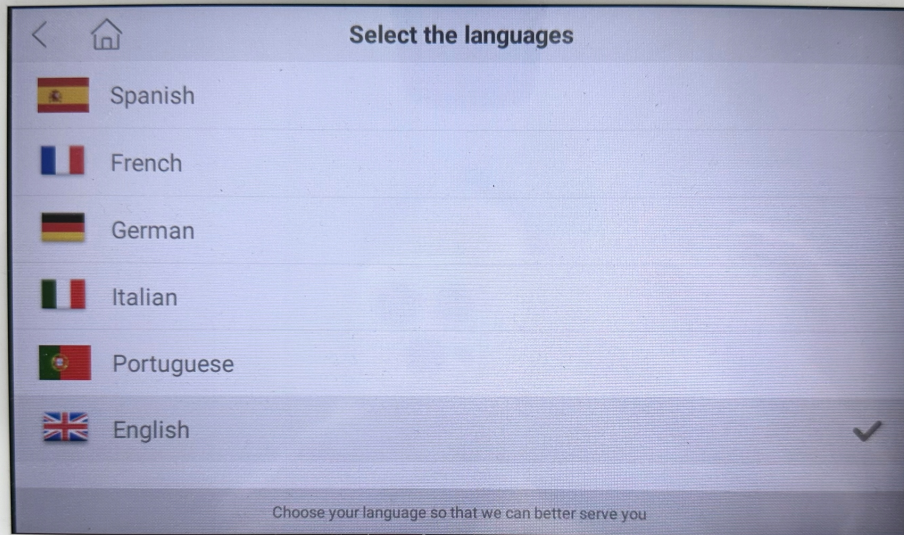 Select the languages
Spanish
French
German
Italian
Portuguese
English
Choose your language so that we can better serve you